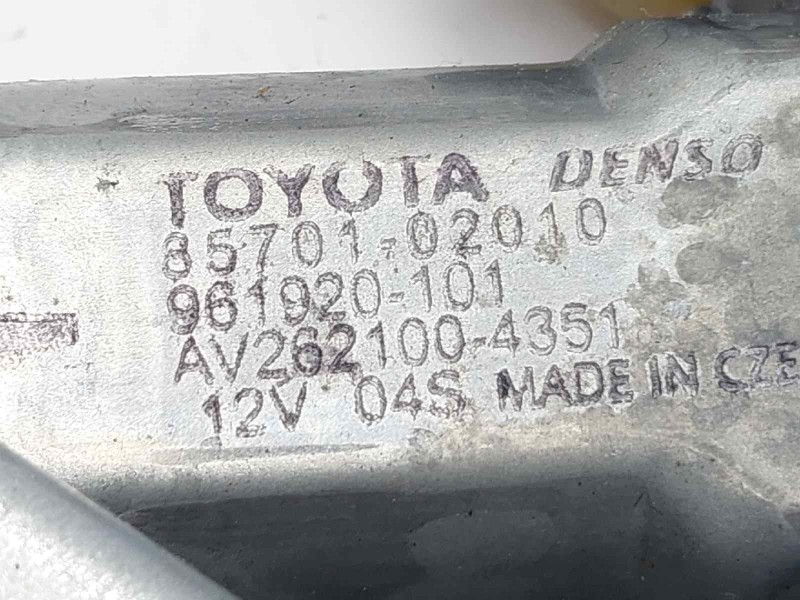 TOYOTA DENSO
85701-02010
961920-101
AV262100-4351
12V 04S MADE IN CZE